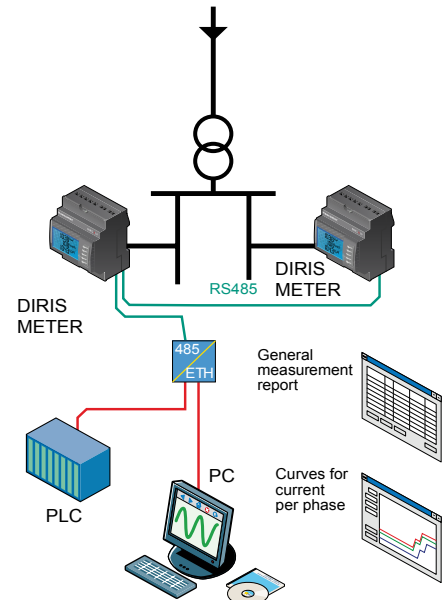 RS485
DIRIS
METER
DIRIS
METER
485
ETH
General
measurement
report
PC
Curves for
current
per phase
PLC